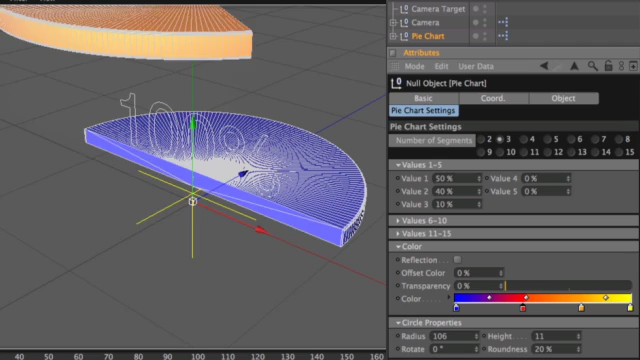 Camera Target
Camera
Pie Chart
Attributes
Mode Edit User Data
Null Object [Pie Chart]
Basic Coord. Object
Pie Chart Settings
Pie Chart Settings
Number of Segments 2 3 4 5 6 7 8
9 10 11 12 13 14 15
Values 1-5
Value 1 50 % Value 4 0 %
Value 2 40 % Value 5 0 %
Value 3 10 %
Values 6-10
Values 11-15
Color
Reflection . . .
Offset Color 0 %
Transparency 0 %
Color. . . . .
Circle Properties
Radius 106 Height . . . . 11
Rotate 0 ° Roundness 20 %
40 50 60 70 80 90 100 110 120 130 140 150 160